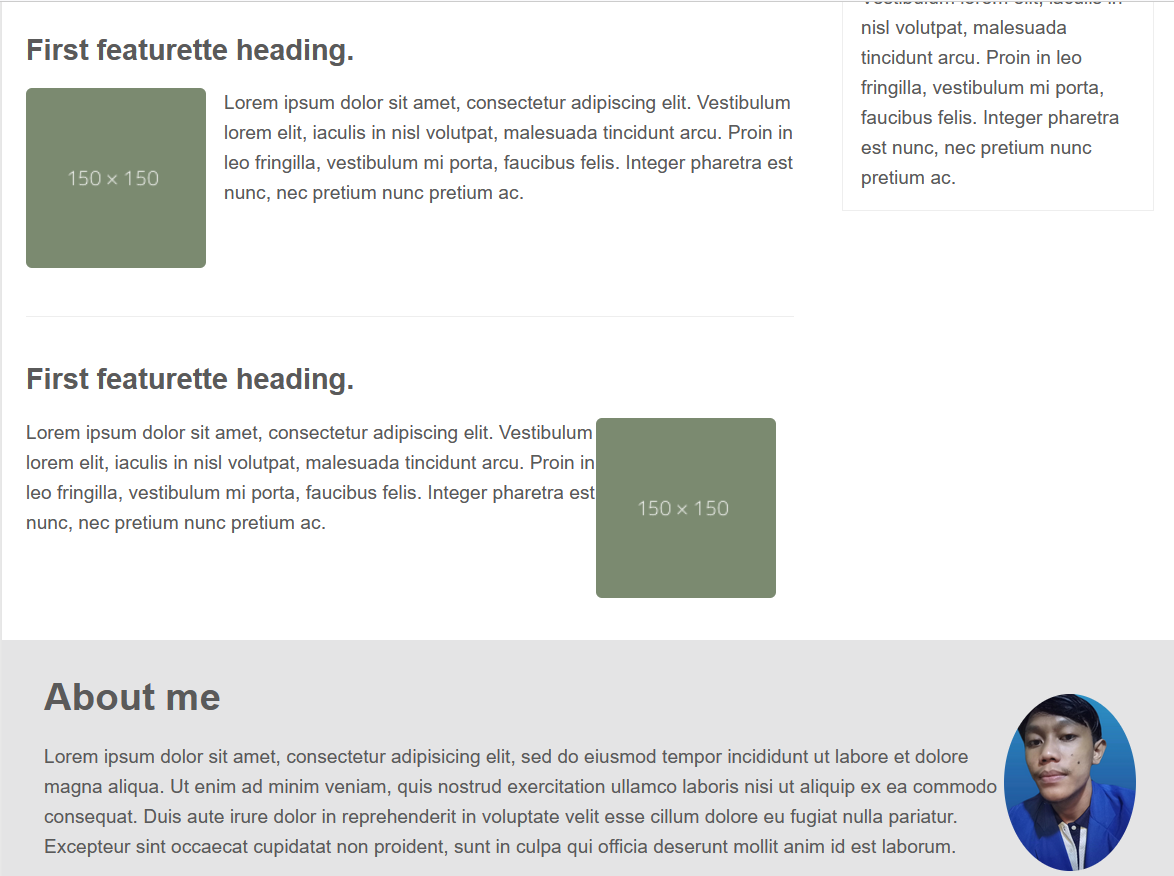 First featurette heading.
150 × 150
Lorem ipsum dolor sit amet, consectetur adipiscing elit. Vestibulum
lorem elit, iaculis in nisl volutpat, malesuada tincidunt arcu. Proin in
leo fringilla, vestibulum mi porta, faucibus felis. Integer pharetra est
nunc, nec pretium nunc pretium ac.
First featurette heading.
Lorem ipsum dolor sit amet, consectetur adipiscing elit. Vestibulum
lorem elit, iaculis in nisl volutpat, malesuada tincidunt arcu. Proin in
leo fringilla, vestibulum mi porta, faucibus felis. Integer pharetra est
nunc, nec pretium nunc pretium ac.
150 × 150
Vestibulum lorem elit, iaculis in
nisl volutpat, malesuada
tincidunt arcu. Proin in leo
fringilla, vestibulum mi porta,
faucibus felis. Integer pharetra
est nunc, nec pretium nunc
pretium ac.
About me
Lorem ipsum dolor sit amet, consectetur adipisicing elit, sed do eiusmod tempor incididunt ut labore et dolore
magna aliqua. Ut enim ad minim veniam, quis nostrud exercitation ullamco laboris nisi ut aliquip ex ea commodo
consequat. Duis aute irure dolor in reprehenderit in voluptate velit esse cillum dolore eu fugiat nulla pariatur.
Excepteur sint occaecat cupidatat non proident, sunt in culpa qui officia deserunt mollit anim id est laborum.